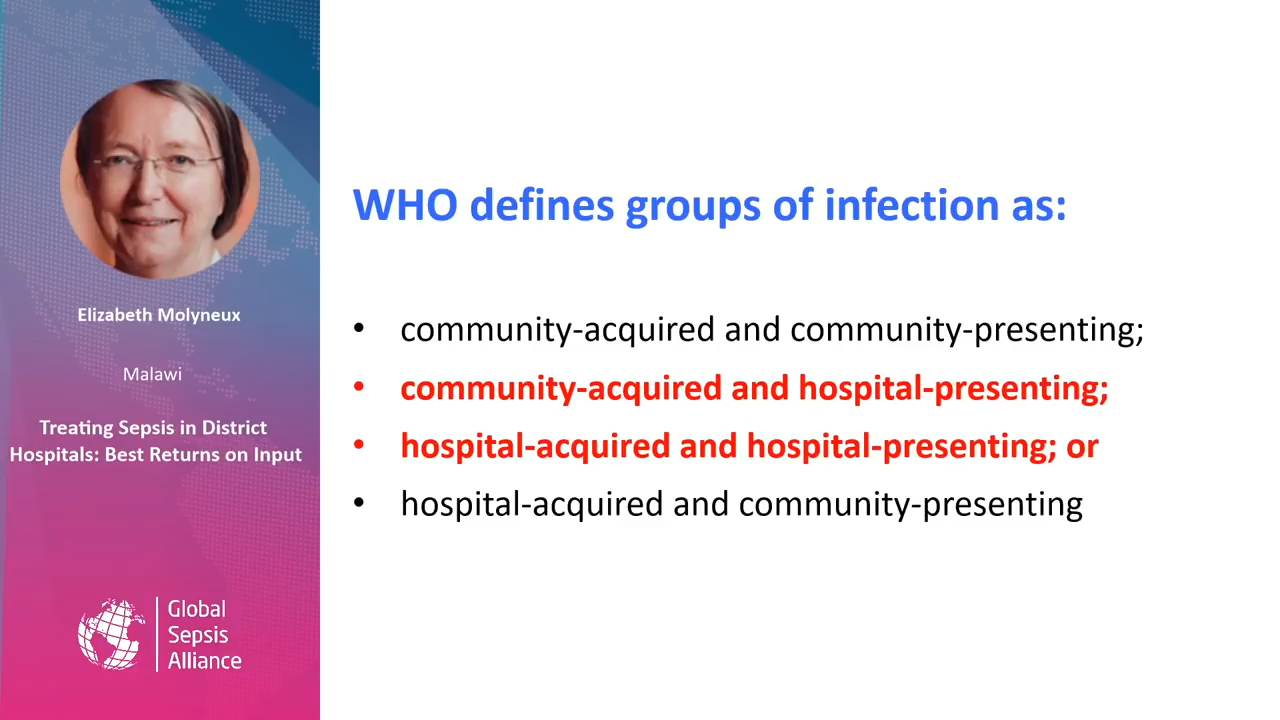 Elizabeth Molyneux
Malawi
Treating Sepsis in District
Hospitals: Best Returns on Input
Global
Sepsis
Alliance
WHO defines groups of infection as:
• community-acquired and community-presenting;
• community-acquired and hospital-presenting;
• hospital-acquired and hospital-presenting; or
• hospital-acquired and community-presenting